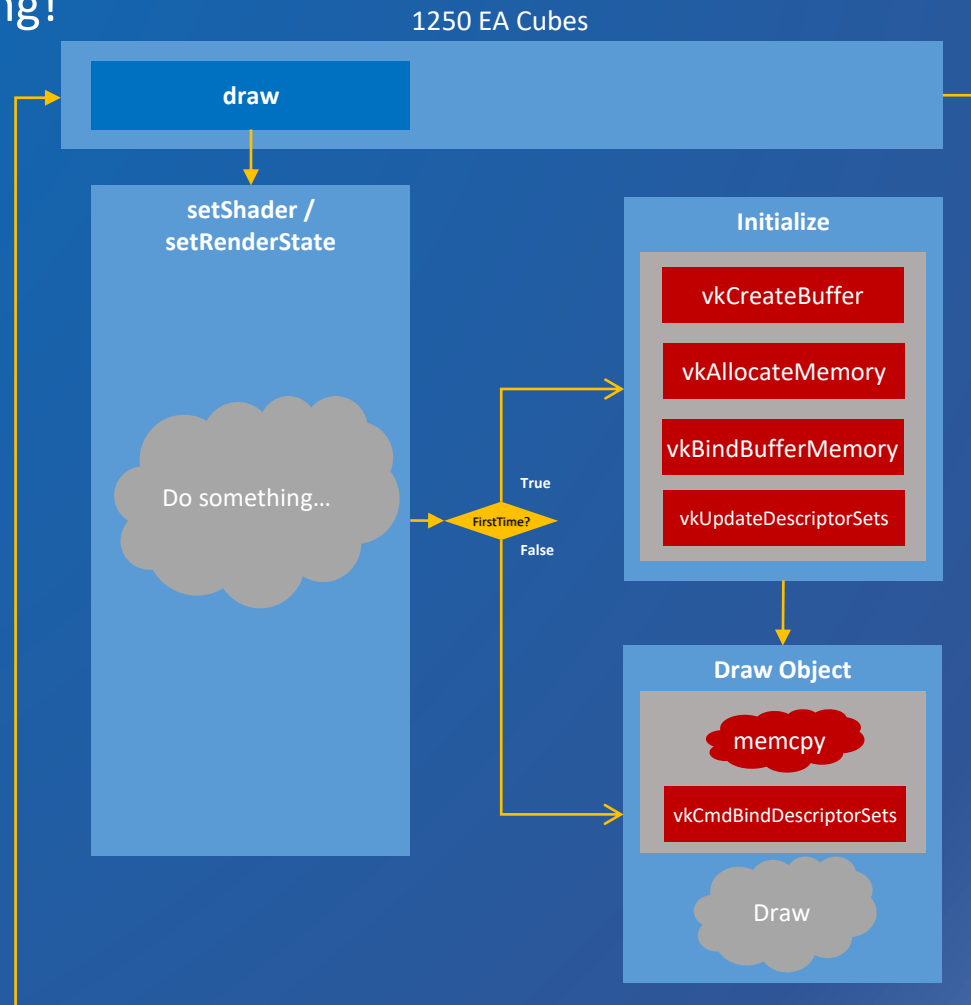 ng!
1250 EA Cubes
draw
setShader /
setRenderState
Do something...
FirstTime?
True
False
Initialize
vkCreateBuffer
vkAllocateMemory
vkBindBufferMemory
vkUpdateDescriptorSets
Draw Object
memcpy
vkCmdBindDescriptorSets
Draw